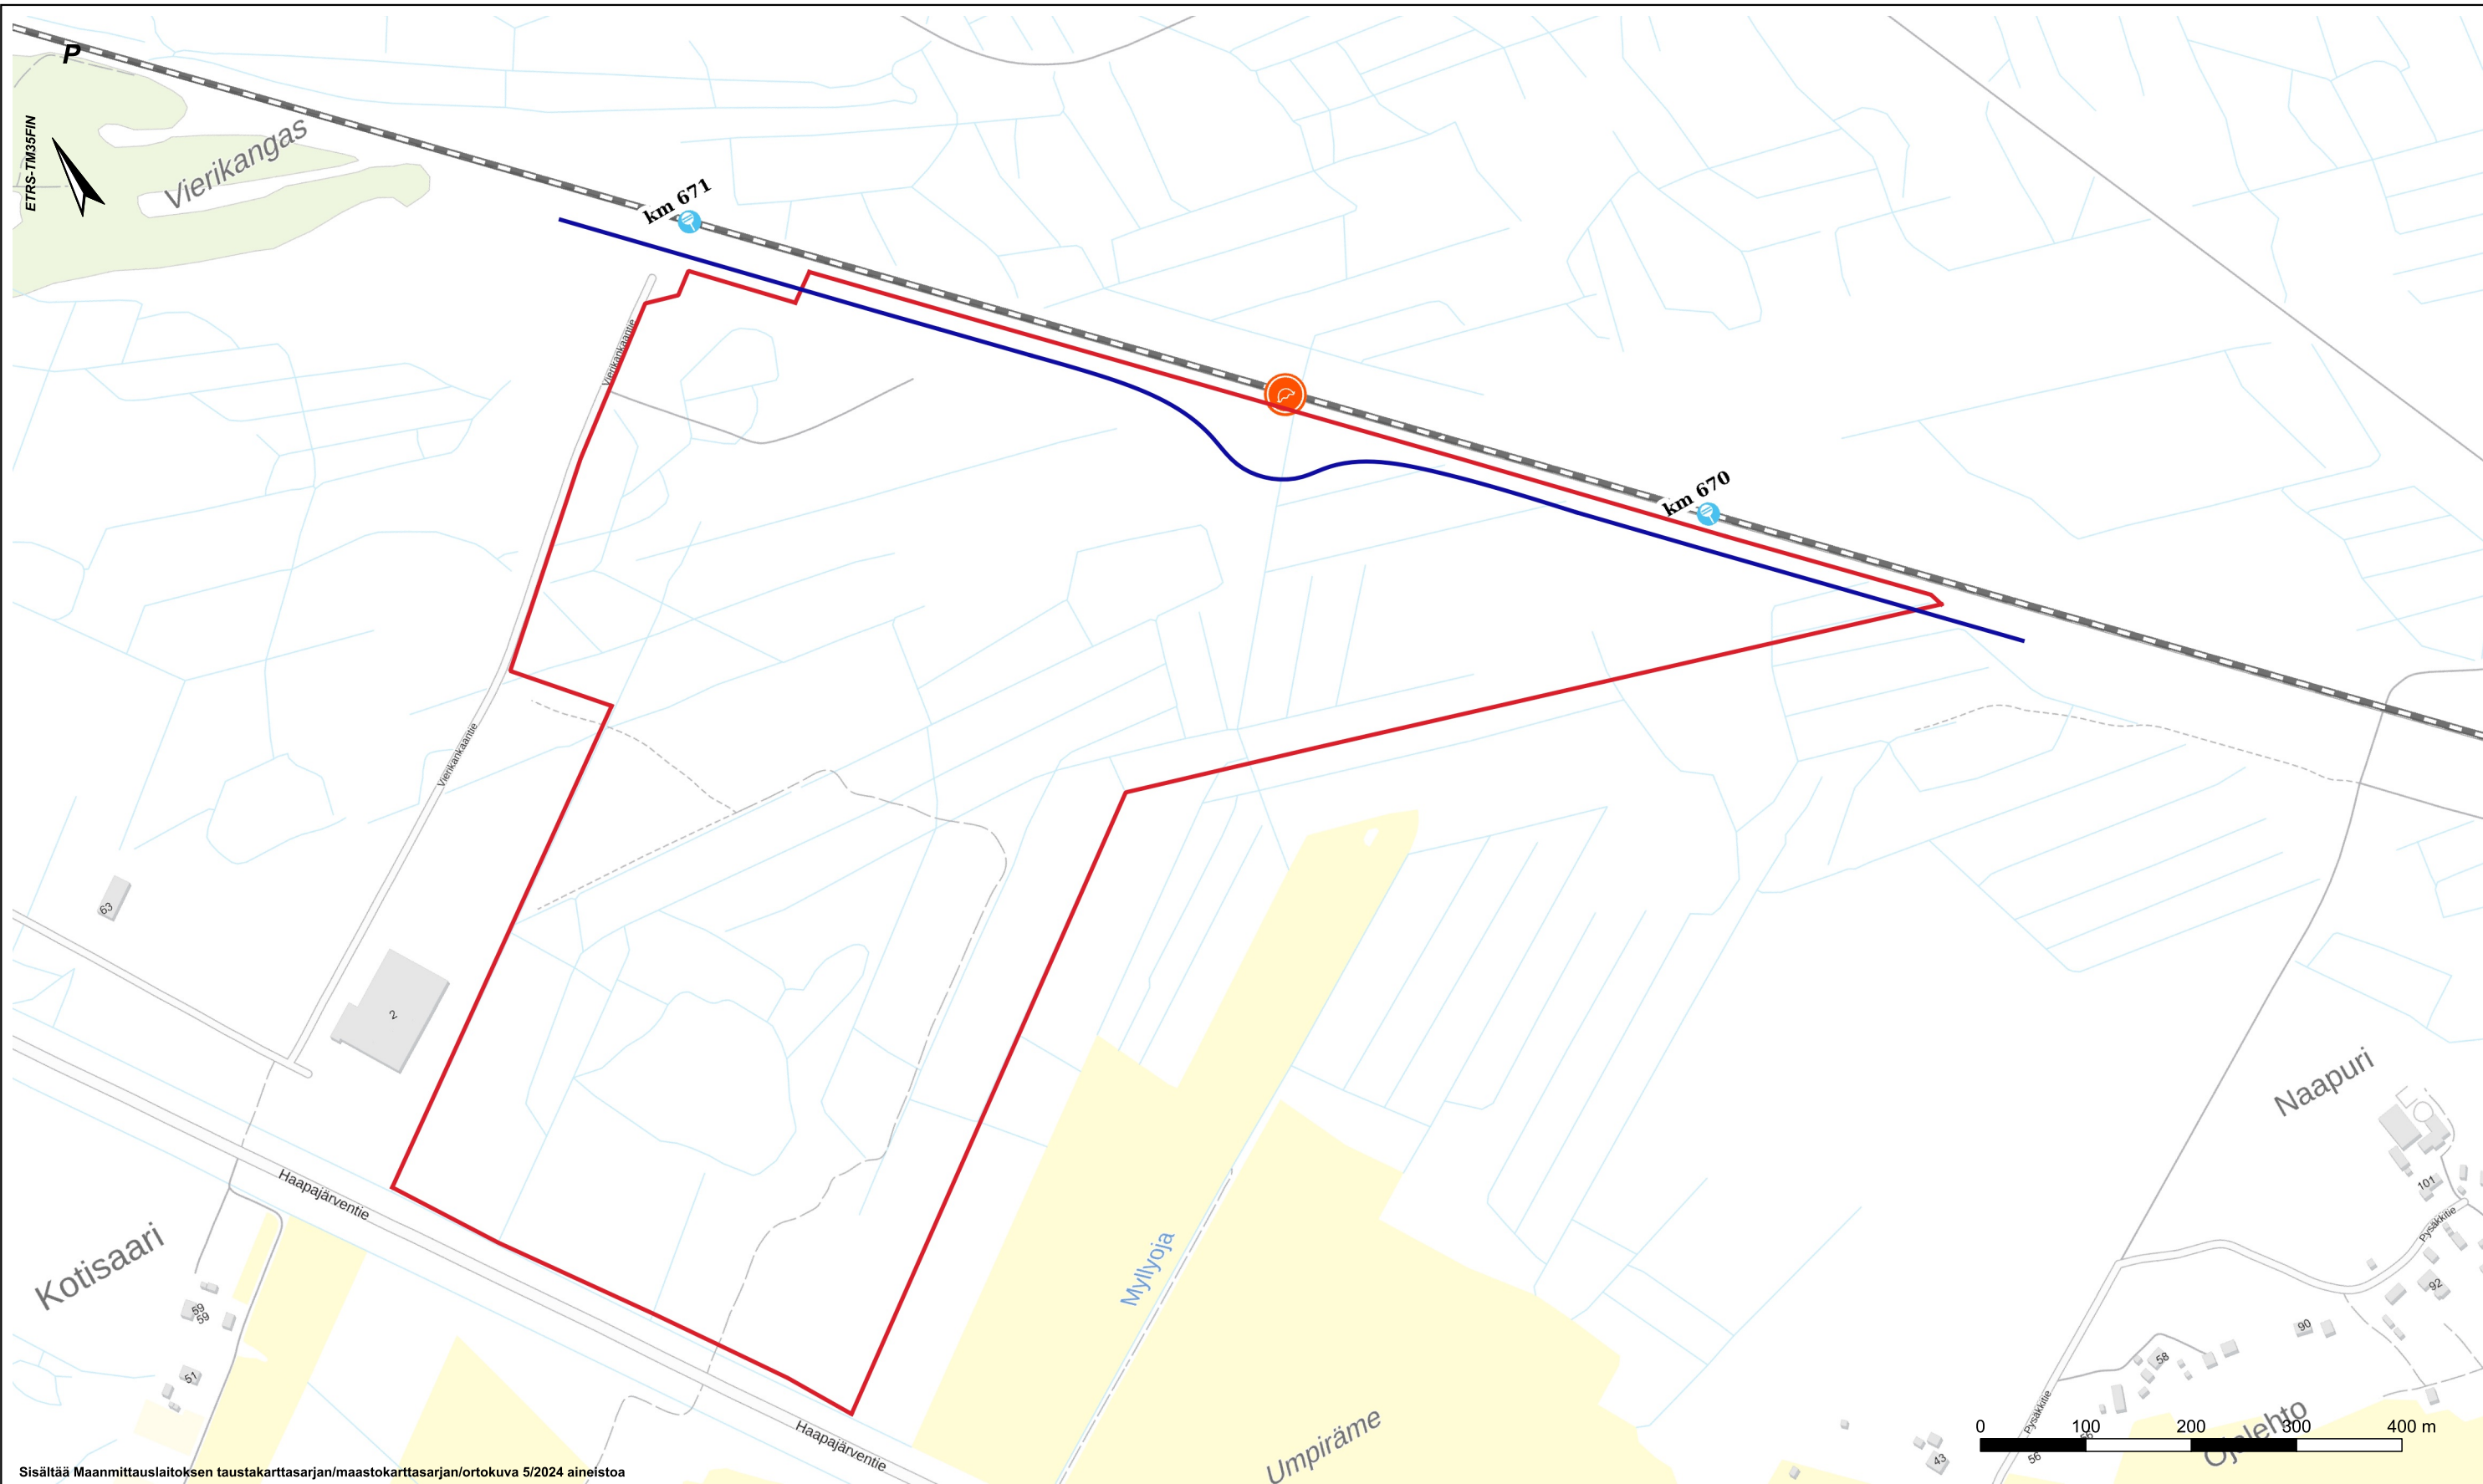 P
ETRS-TM35FIN
Vierikangas
km 671
Vierikankaantie
km 670
Vierikankaantie
63
2
Naapuri
101
Pysäkkitie
Haapajärventie
Kotisaari
Myllyoja
59
59
51
92
90
58
Pysäkkitie
0 100 200 300 400 m
Haapajärventie
Umpiräme
Ojalehto
43
56
Sisältää Maanmittauslaitoksen taustakarttasarjan/maastokarttasarjan/ortokuva 5/2024 aineistoa